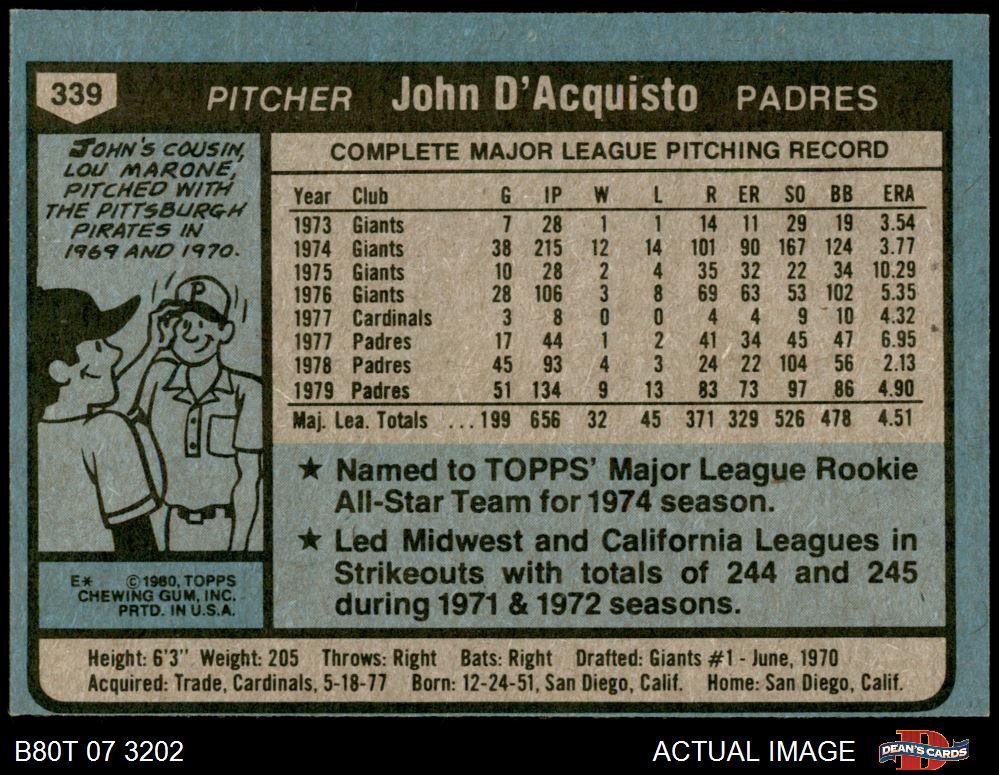 339 PITCHER John D'Acquisto PADRES
JOHN'S COUSIN,
LOU MARONE,
PITCHED WITH
THE PITTSBURGH
PIRATES IN
1969 AND 1970.
P
E* ©1980, TOPPS
CHEWING GUM, INC.
PRTD. IN U.S.A.
COMPLETE MAJOR LEAGUE PITCHING RECORD
Year Club G IP W L R ER SO BB ERA
1973 Giants 7 28 1 1 14 11 29 19 3.54
1974 Giants 38 215 12 14 101 90 167 124 3.77
1975 Giants 10 28 2 4 35 32 22 34 10.29
1976 Giants 28 106 3 8 69 63 53 102 5.35
1977 Cardinals 3 8 0 0 4 4 9 10 4.32
1977 Padres 17 44 1 2 41 34 45 47 6.95
1978 Padres 45 93 4 3 24 22 104 56 2.13
1979 Padres 51 134 9 13 83 73 97 86 4.90
Maj. Lea. Totals ...199 656 32 45 371 329 526 478 4.51
★ Named to TOPPS' Major League Rookie
All-Star Team for 1974 season.
★ Led Midwest and California Leagues in
Strikeouts with totals of 244 and 245
during 1971 & 1972 seasons.
Height: 6'3" Weight: 205 Throws: Right Bats: Right Drafted: Giants #1 - June, 1970
Acquired: Trade, Cardinals, 5-18-77 Born: 12-24-51, San Diego, Calif. Home: San Diego, Calif.
B80T 07 3202 ACTUAL IMAGE D
DEAN'S CARDS